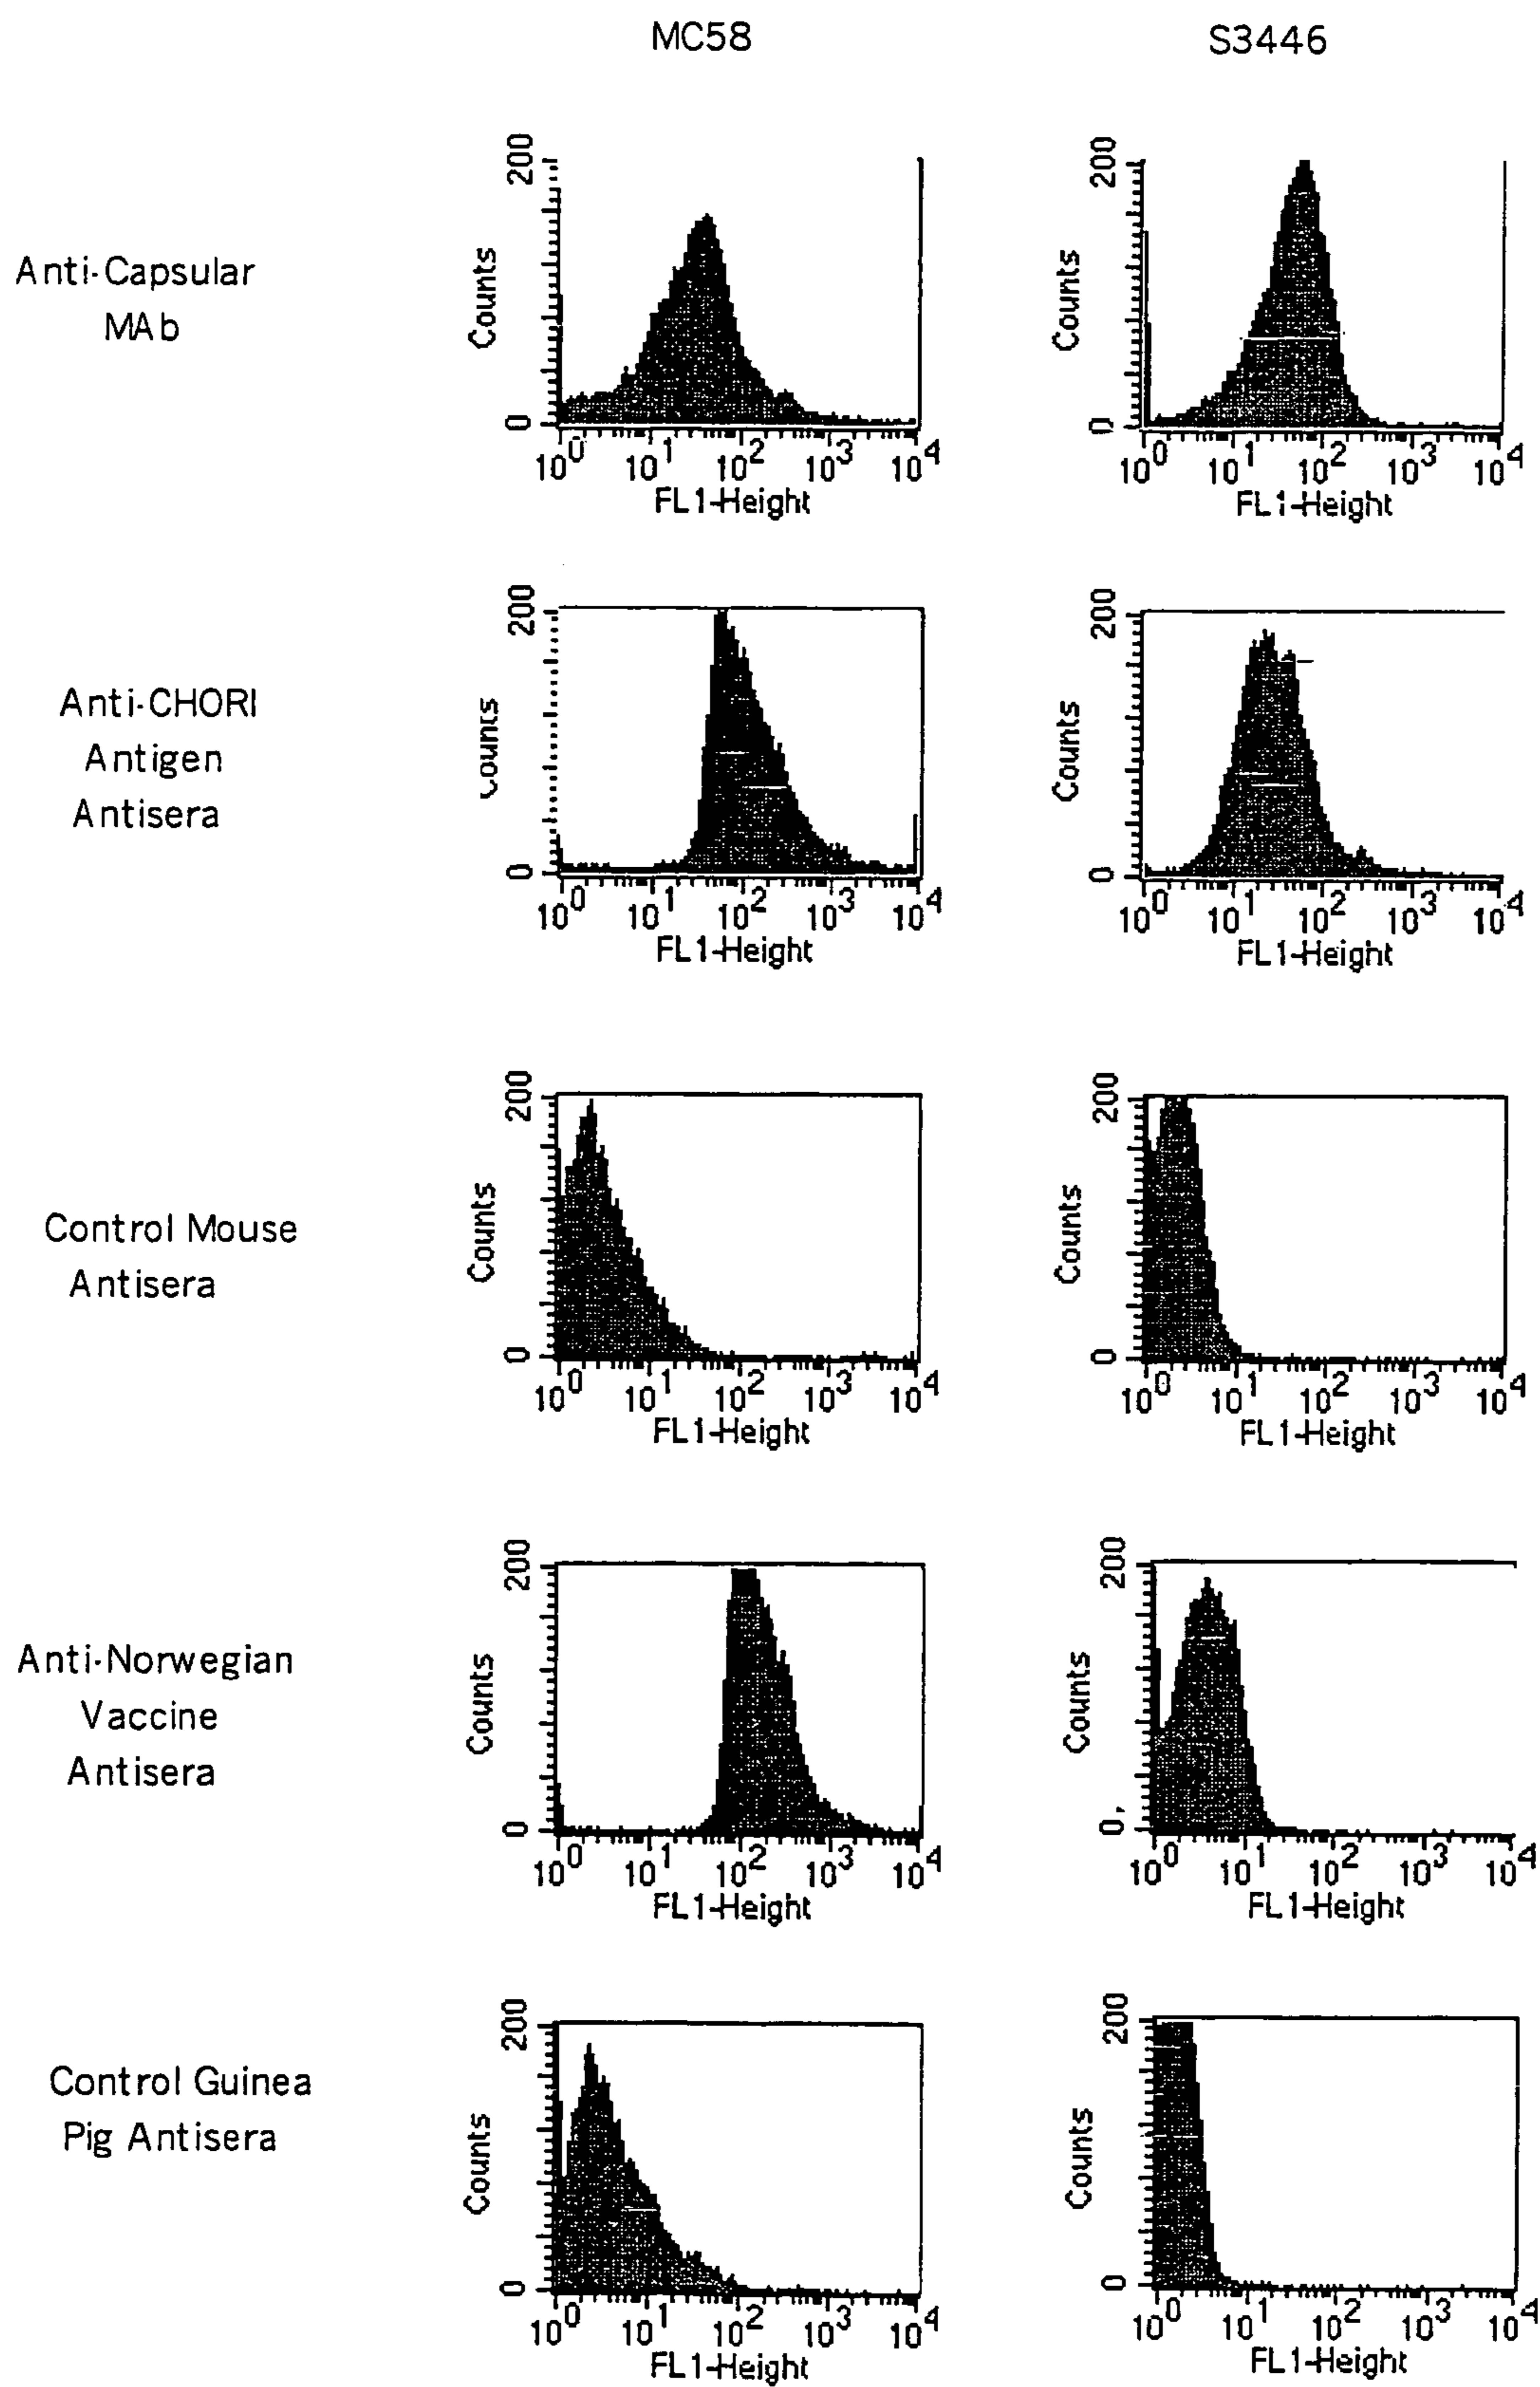 MC58 S3446
Anti-Capsular
MAb
200 200
Counts Counts
0 0
10^0 10^1 10^2 10^3 10^4 10^0 10^1 10^2 10^3 10^4
FL1-Height FL1-Height
Anti-CHORI
Antigen
Antisera
200 200
Counts Counts
0 0
10^0 10^1 10^2 10^3 10^4 10^0 10^1 10^2 10^3 10^4
FL1-Height FL1-Height
Control Mouse
Antisera
200 200
Counts Counts
0 0
10^0 10^1 10^2 10^3 10^4 10^0 10^1 10^2 10^3 10^4
FL1-Height FL1-Height
Anti-Norwegian
Vaccine
Antisera
200 200
Counts Counts
0 0
10^0 10^1 10^2 10^3 10^4 10^0 10^1 10^2 10^3 10^4
FL1-Height FL1-Height
Control Guinea
Pig Antisera
200 200
Counts Counts
0 0
10^0 10^1 10^2 10^3 10^4 10^0 10^1 10^2 10^3 10^4
FL1-Height FL1-Height